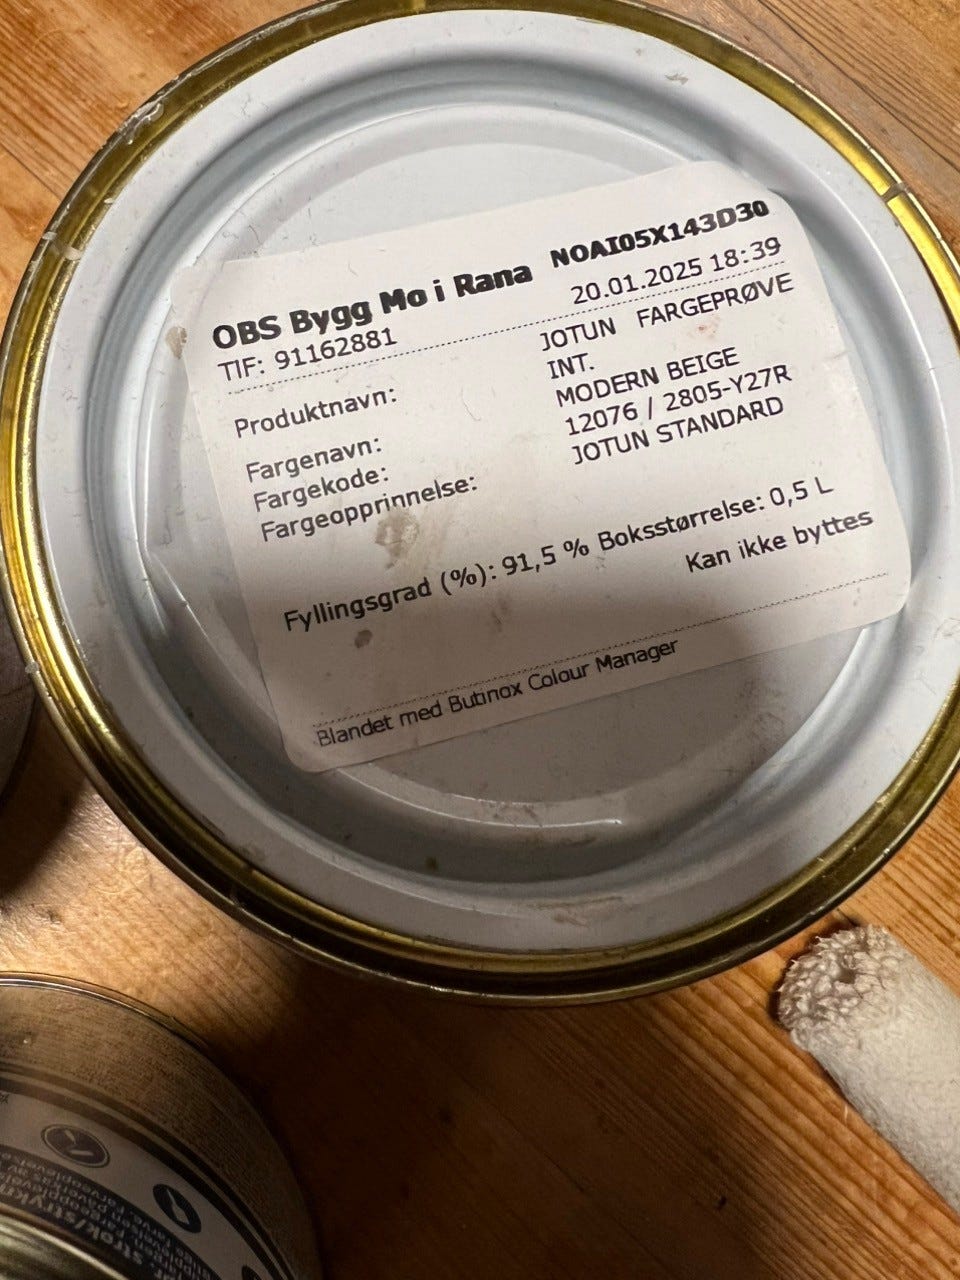 OBS Bygg Mo i Rana NOAI05X143D30
TIF: 91162881 20.01.2025 18:39
Produktnavn: JOTUN FARGEPRØVE
INT.
Fargenavn: MODERN BEIGE
Fargekode: 12076 / 2805-Y27R
Fargeopprinnelse: JOTUN STANDARD
Fyllingsgrad (%): 91,5 % Boksstørrelse: 0,5 L
Kan ikke byttes
Blandet med Butinox Colour Manager